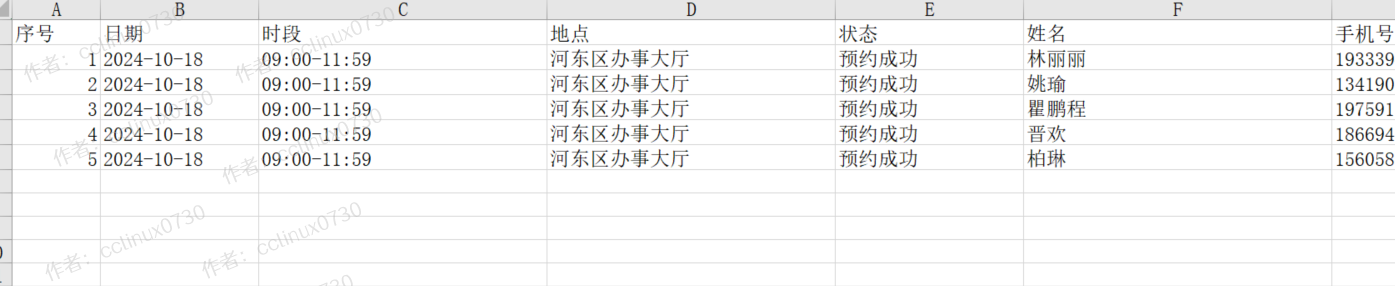 A B C D E F
序号 日期 时段 地点 状态 姓名 手机号
1 2024-10-18 09:00-11:59 河东区办事大厅 预约成功 林丽丽 193339
2 2024-10-18 09:00-11:59 河东区办事大厅 预约成功 姚瑜 134190
3 2024-10-18 09:00-11:59 河东区办事大厅 预约成功 瞿鹏程 197591
4 2024-10-18 09:00-11:59 河东区办事大厅 预约成功 晋欢 186694
5 2024-10-18 09:00-11:59 河东区办事大厅 预约成功 柏琳 156058
作者：cclinux0730
作者：cclinux0730
作者：cclinux0730
作者：cclinux0730
作者：cclinux0730
作者：cclinux0730